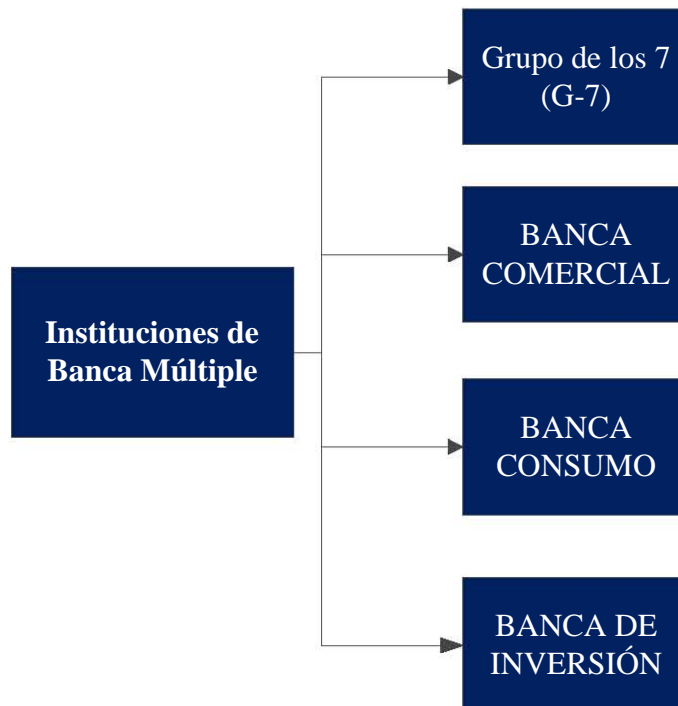 Grupo de los 7
(G-7)
BANCA
COMERCIAL
Instituciones de
Banca Múltiple
BANCA
CONSUMO
BANCA DE
INVERSIÓN